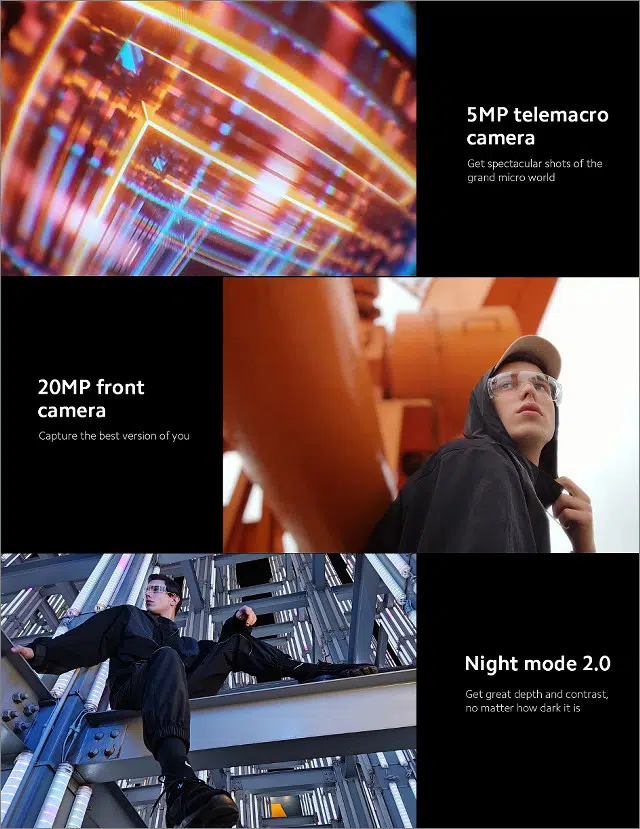 5MP telemacro
camera
Get spectacular shots of the
grand micro world
20MP front
camera
Capture the best version of you
Night mode 2.0
Get great depth and contrast,
no matter how dark it is